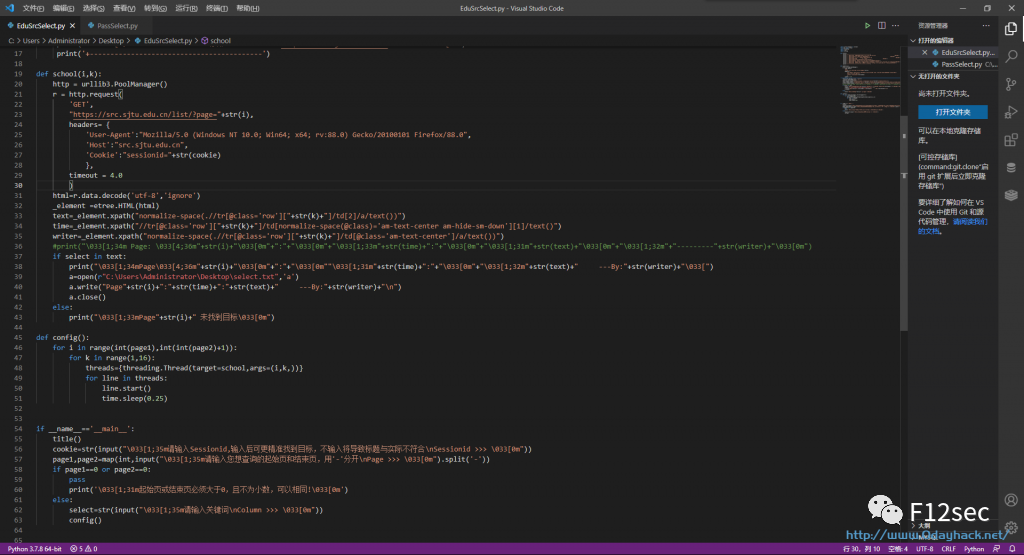 文件(F) 编辑(E) 选择(S) 查看(V) 转到(G) 运行(R) 终端(T) 帮助(H)
EduSrcSelect.py - Visual Studio Code
EduSrcSelect.py
PassSelect.py
C: > Users > Administrator > Desktop > EduSrcSelect.py > school
17 print('+------------------------------------------')
18
19 def school(i,k):
20 http = urllib3.PoolManager()
21 r = http.request(
22 'GET',
23 "https://src.sjtu.edu.cn/list/?page="+str(i),
24 headers= {
25 'User-Agent':"Mozilla/5.0 (Windows NT 10.0; Win64; x64; rv:88.0) Gecko/20100101 Firefox/88.0",
26 'Host':"src.sjtu.edu.cn",
27 'Cookie':"sessionid="+str(cookie)
28 },
29 timeout = 4.0
30 )
31 html=r.data.decode('utf-8','ignore')
32 _element =etree.HTML(html)
33 text=_element.xpath("normalize-space(.//tr[@class='row']["+str(k)+"]/td[2]/a/text())")
34 time=_element.xpath("//tr[@class='row']["+str(k)+"]/td[normalize-space(@class)='am-text-center am-hide-sm-down'][1]/text()")
35 writer=_element.xpath("normalize-space(.//tr[@class='row']["+str(k)+"]/td[@class='am-text-center']/a/text())")
36 #print("\033[1;34m Page: \033[4;36m"+str(i)+"\033[0m"+":"+"\033[0m"+"\033[1;33m"+str(time)+":"+"\033[0m"+"\033[1;31m"+str(text)+"\033[0m"+"\033[1;32m"+"---------"+str(writer)+"\033[0m")
37 if select in text:
38 print("\033[1;34mPage\033[4;36m"+str(i)+"\033[0m"+":"+"\033[0m""\033[1;31m"+str(time)+":"+"\033[0m"+"\033[1;32m"+str(text)+" ---By:"+str(writer)+"\033[")
39 a=open(r"C:\Users\Administrator\Desktop\select.txt",'a')
40 a.write("Page"+str(i)+":"+str(time)+":"+str(text)+" ---By:"+str(writer)+"\n")
41 a.close()
42 else:
43 print("\033[1;33mPage"+str(i)+" 未找到目标\033[0m")
44
45 def config():
46 for i in range(int(page1),int(int(page2)+1)):
47 for k in range(1,16):
48 threads={threading.Thread(target=school,args=(i,k,))}
49 for line in threads:
50 line.start()
51 time.sleep(0.25)
52
53
54 if __name__=='__main__':
55 title()
56 cookie=str(input("\033[1;35m请输入Sessionid,输入后可更精准找到目标，不输入将导致标题与实际不符合\nSessionid >>> \033[0m"))
57 page1,page2=map(int,input("\033[1;35m请输入您想查询的起始页和结束页，用'-'分开\nPage >>> \033[0m").split('-'))
58 if page1==0 or page2==0:
59 pass
60 print('\033[1;31m起始页或结束页必须大于0，且不为小数，可以相同!\033[0m')
61 else:
62 select=str(input("\033[1;35m请输入关键词\nColumn >>> \033[0m"))
63 config()
64
65
资源管理器
打开的编辑器
EduSrcSelect.py...
PassSelect.py C:\...
无打开的文件夹
尚未打开文件夹。
打开文件夹
可以在本地克隆存储
库。
[可控存储库]
(command:git.clone"启
用 git 扩展后立即克隆
存储库")
要详细了解如何在 VS
Code 中使用 Git 和源
代码管理，请阅读我们
的文档。
大纲
F12sec
http://www.0dayhack.net/
Python 3.7.8 64-bit 5 0
行 30，列 10 空格: 4 UTF-8 CRLF Python